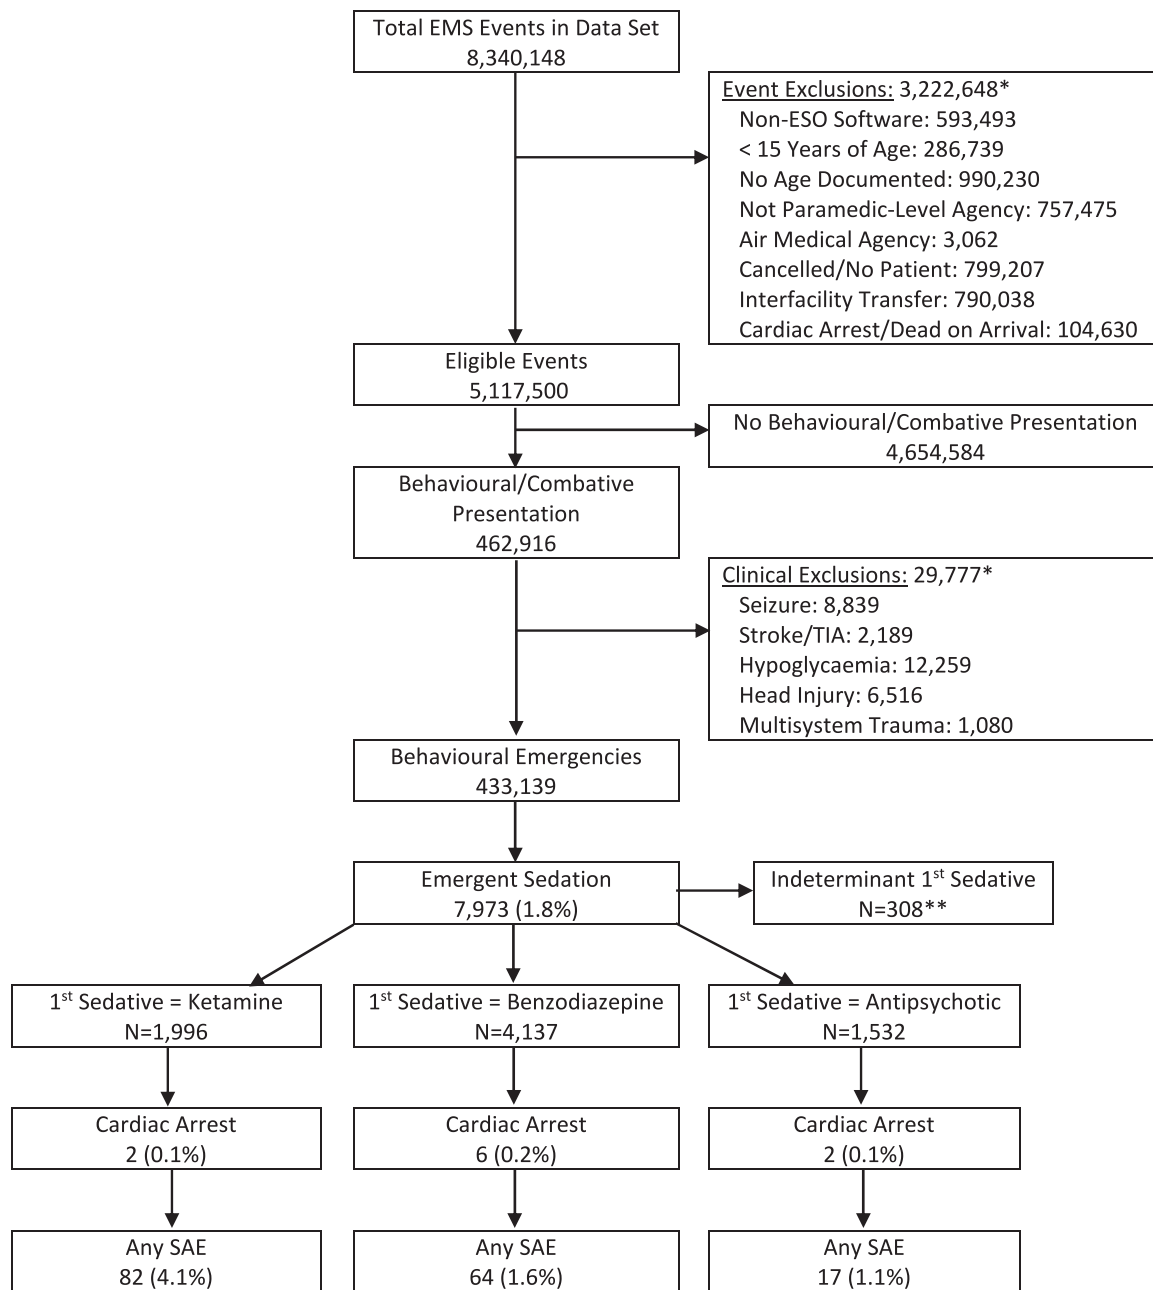 Total EMS Events in Data Set
8,340,148
Event Exclusions: 3,222,648*
Non-ESO Software: 593,493
< 15 Years of Age: 286,739
No Age Documented: 990,230
Not Paramedic-Level Agency: 757,475
Air Medical Agency: 3,062
Cancelled/No Patient: 799,207
Interfacility Transfer: 790,038
Cardiac Arrest/Dead on Arrival: 104,630
Eligible Events
5,117,500
No Behavioural/Combative Presentation
4,654,584
Behavioural/Combative
Presentation
462,916
Clinical Exclusions: 29,777*
Seizure: 8,839
Stroke/TIA: 2,189
Hypoglycaemia: 12,259
Head Injury: 6,516
Multisystem Trauma: 1,080
Behavioural Emergencies
433,139
Emergent Sedation
7,973 (1.8%)
Indeterminant 1st Sedative
N=308**
1st Sedative = Ketamine
N=1,996
1st Sedative = Benzodiazepine
N=4,137
1st Sedative = Antipsychotic
N=1,532
Cardiac Arrest
2 (0.1%)
Cardiac Arrest
6 (0.2%)
Cardiac Arrest
2 (0.1%)
Any SAE
82 (4.1%)
Any SAE
64 (1.6%)
Any SAE
17 (1.1%)